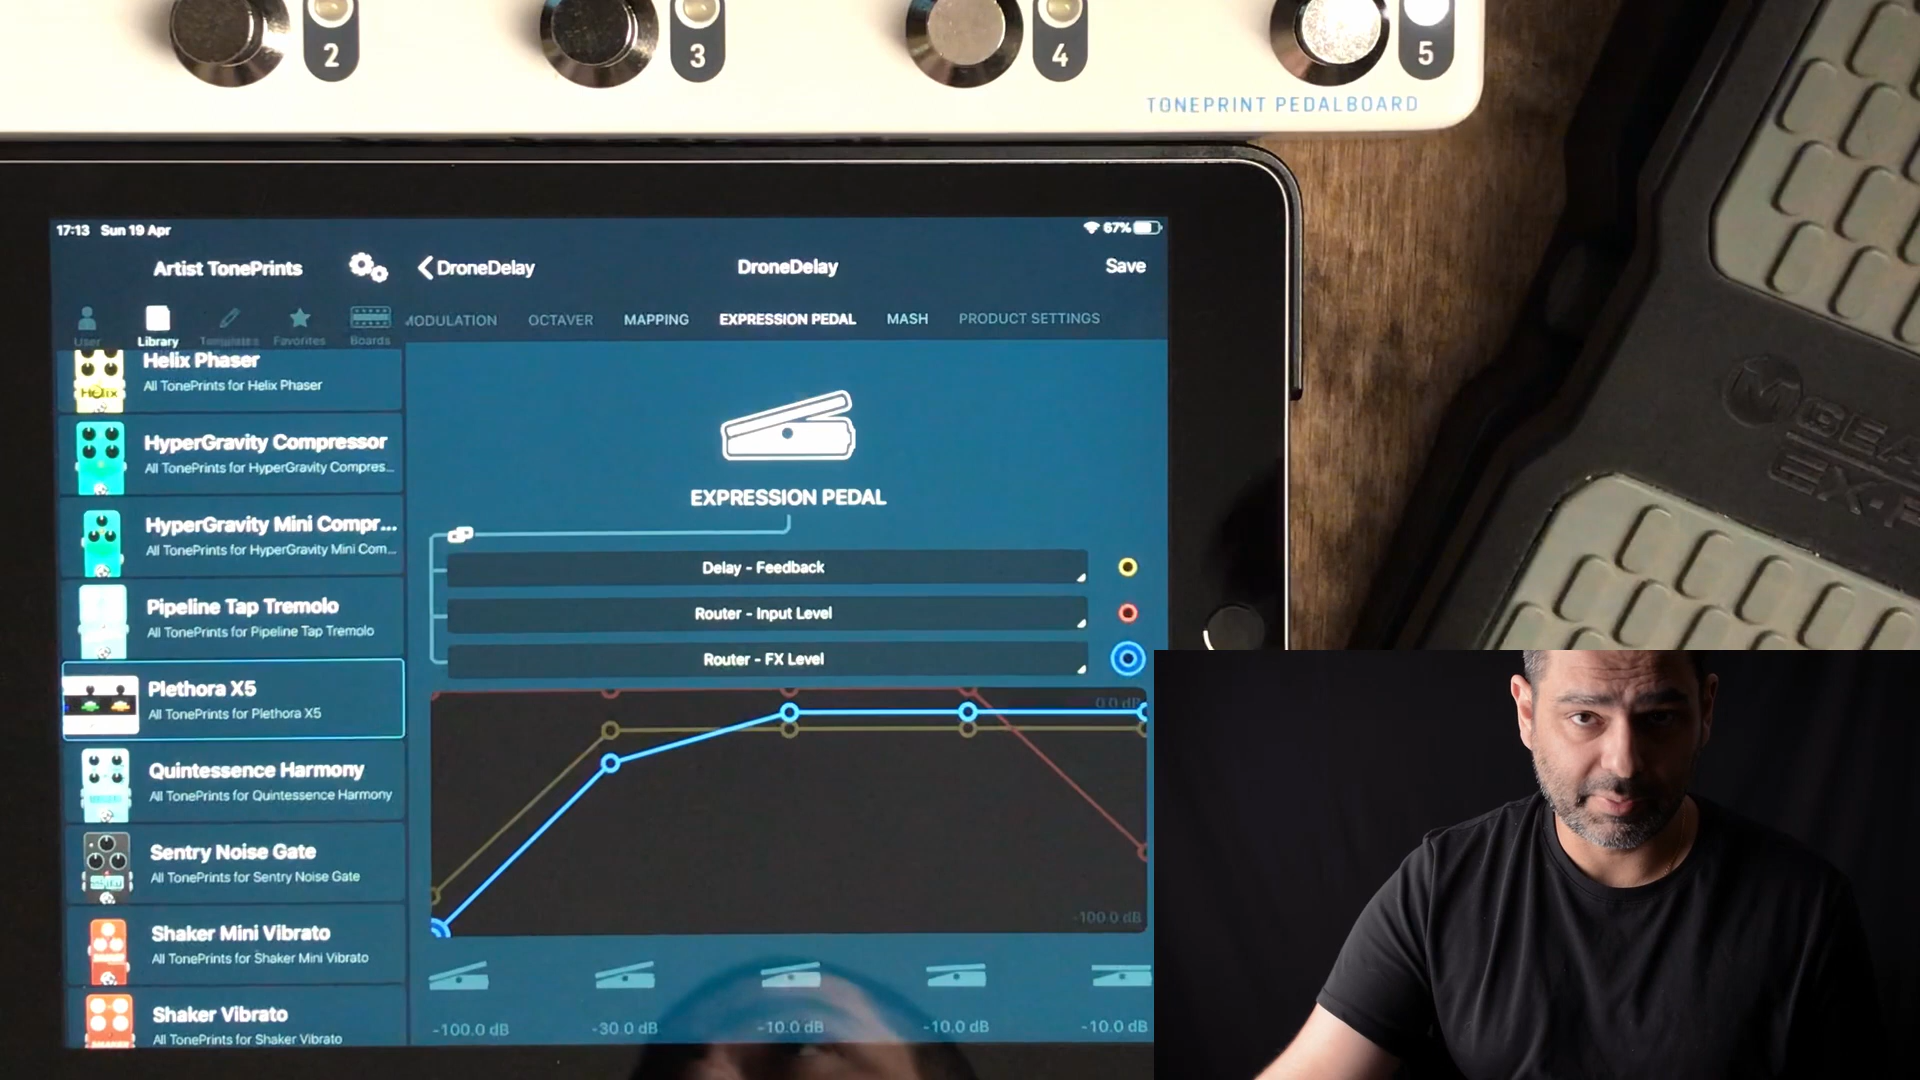 2
3
4
5
TONEPRINT PEDALBOARD
17:13 Sun 19 Apr
67%
Artist TonePrints
DroneDelay
DroneDelay
Save
User
Library
Templates
Favorites
Boards
MODULATION
OCTAVER
MAPPING
EXPRESSION PEDAL
MASH
PRODUCT SETTINGS
Helix
Helix Phaser
All TonePrints for Helix Phaser
HyperGravity Compressor
All TonePrints for HyperGravity Compres...
HyperGravity Mini Compr...
All TonePrints for HyperGravity Mini Com...
Pipeline Tap Tremolo
All TonePrints for Pipeline Tap Tremolo
Plethora X5
All TonePrints for Plethora X5
Quintessence Harmony
All TonePrints for Quintessence Harmony
Sentry Noise Gate
All TonePrints for Sentry Noise Gate
Shaker Mini Vibrato
All TonePrints for Shaker Mini Vibrato
Shaker Vibrato
All TonePrints for Shaker Vibrato
EXPRESSION PEDAL
Delay - Feedback
Router - Input Level
Router - FX Level
0.0 dB
-100.0 dB
-100.0 dB
-30.0 dB
-10.0 dB
-10.0 dB
-10.0 dB